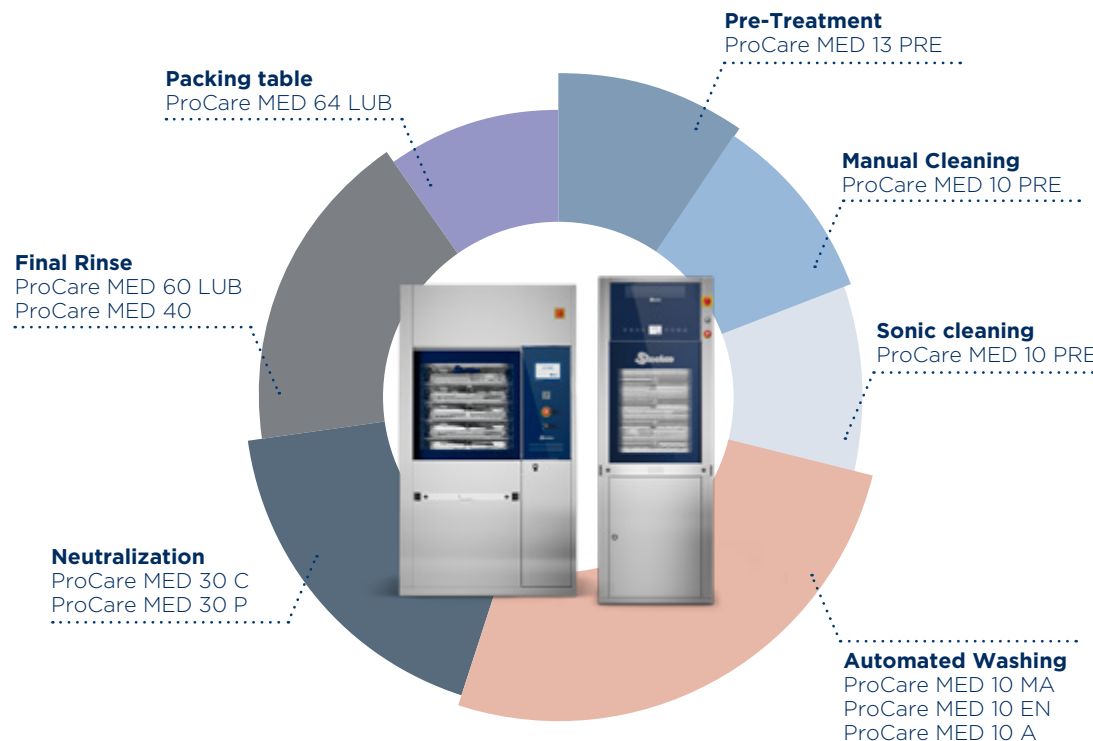 Pre-Treatment
ProCare MED 13 PRE
Packing table
ProCare MED 64 LUB
Manual Cleaning
ProCare MED 10 PRE
Final Rinse
ProCare MED 60 LUB
ProCare MED 40
Sonic cleaning
ProCare MED 10 PRE
Neutralization
ProCare MED 30 C
ProCare MED 30 P
Automated Washing
ProCare MED 10 MA
ProCare MED 10 EN
ProCare MED 10 A